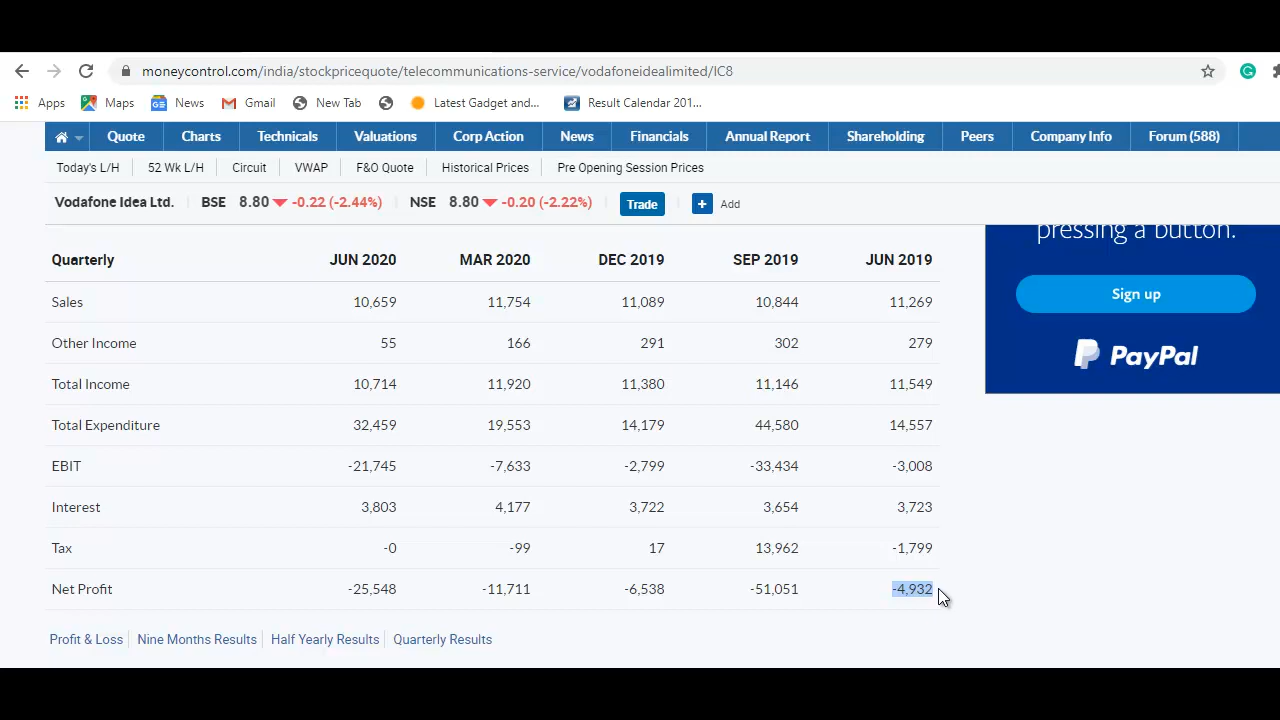 moneycontrol.com/india/stockpricequote/telecommunications-service/vodafoneidealimited/IC8
Apps Maps News Gmail New Tab Latest Gadget and... Result Calendar 201...
Quote Charts Technicals Valuations Corp Action News Financials Annual Report Shareholding Peers Company Info Forum (588)
Today's L/H 52 Wk L/H Circuit VWAP F&O Quote Historical Prices Pre Opening Session Prices
Vodafone Idea Ltd. BSE 8.80 -0.22 (-2.44%) NSE 8.80 -0.20 (-2.22%) Trade + Add
pressing a button.
Quarterly JUN 2020 MAR 2020 DEC 2019 SEP 2019 JUN 2019
Sales 10,659 11,754 11,089 10,844 11,269
Sign up
Other Income 55 166 291 302 279
PayPal
Total Income 10,714 11,920 11,380 11,146 11,549
Total Expenditure 32,459 19,553 14,179 44,580 14,557
EBIT -21,745 -7,633 -2,799 -33,434 -3,008
Interest 3,803 4,177 3,722 3,654 3,723
Tax -0 -99 17 13,962 -1,799
Net Profit -25,548 -11,711 -6,538 -51,051 -4,932
Profit & Loss Nine Months Results Half Yearly Results Quarterly Results